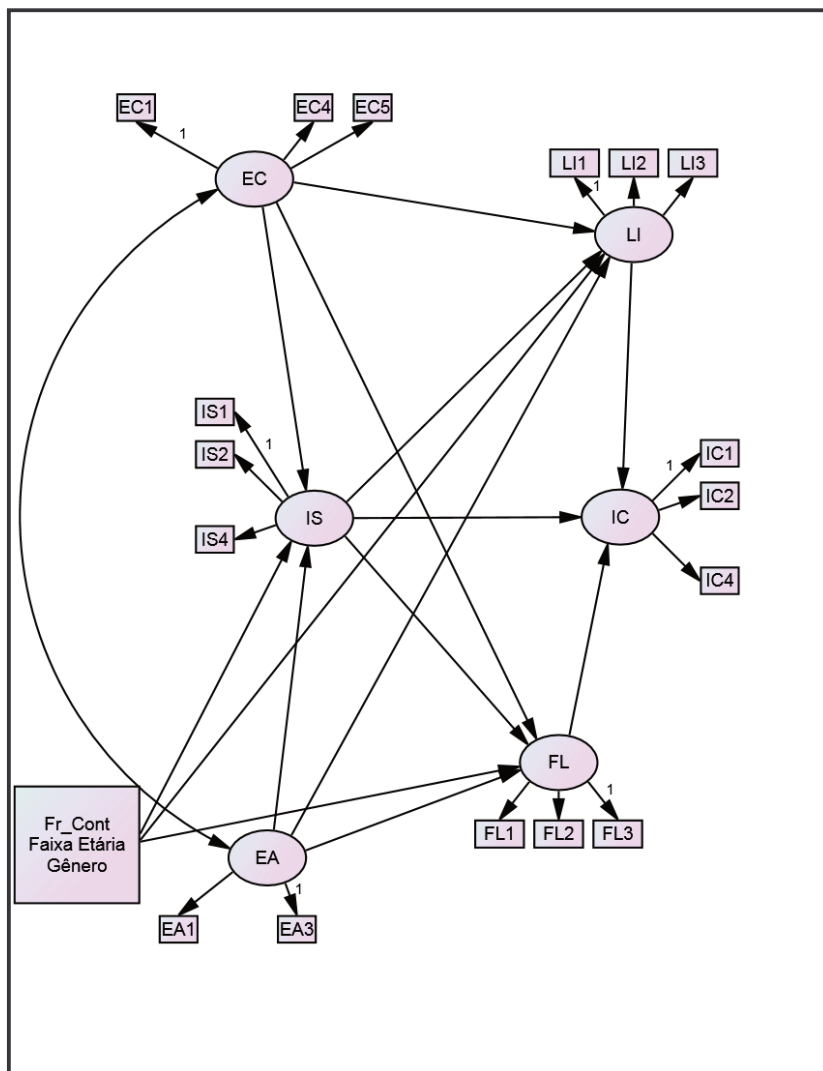 EC1
EC4
EC5
1
EC
LI1
LI2
LI3
1
LI
IS1
IS2
IS4
1
IS
IC1
IC2
IC4
1
IC
FL
FL1
FL2
FL3
1
Fr_Cont
Faixa Etária
Gênero
EA
EA1
EA3
1